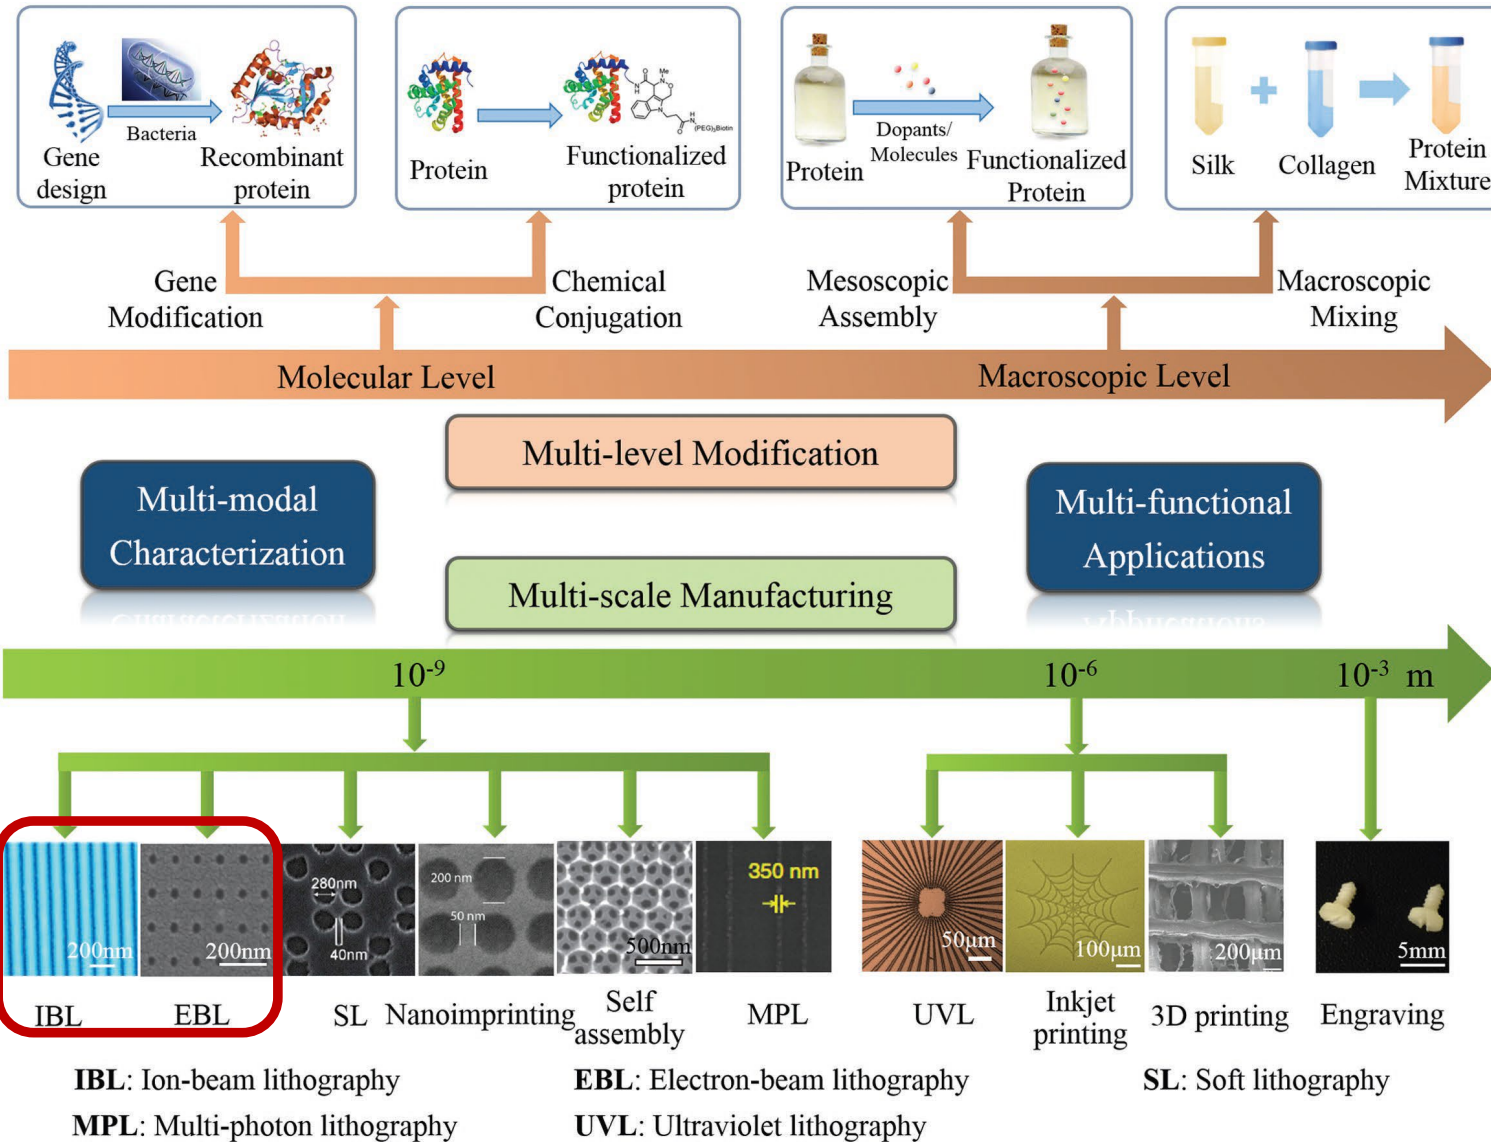 Bacteria
Gene
design
Recombinant
protein
Protein
Me
N
O
O
N
H
N
O
H
N
(PEG)3Biotin
Functionalized
protein
Protein
Dopants/
Molecules
Functionalized
Protein
Silk
Collagen
Protein
Mixture
Gene
Modification
Chemical
Conjugation
Mesoscopic
Assembly
Macroscopic
Mixing
Molecular Level
Macroscopic Level
Multi-level Modification
Multi-modal
Characterization
Multi-functional
Applications
Multi-scale Manufacturing
10-9
10-6
10-3 m
200nm
200nm
280nm
40nm
200 nm
50 nm
500nm
350 nm
50μm
100μm
200μm
5mm
IBL
EBL
SL
Nanoimprinting
Self
assembly
MPL
UVL
Inkjet
printing
3D printing
Engraving
IBL: Ion-beam lithography
EBL: Electron-beam lithography
SL: Soft lithography
MPL: Multi-photon lithography
UVL: Ultraviolet lithography